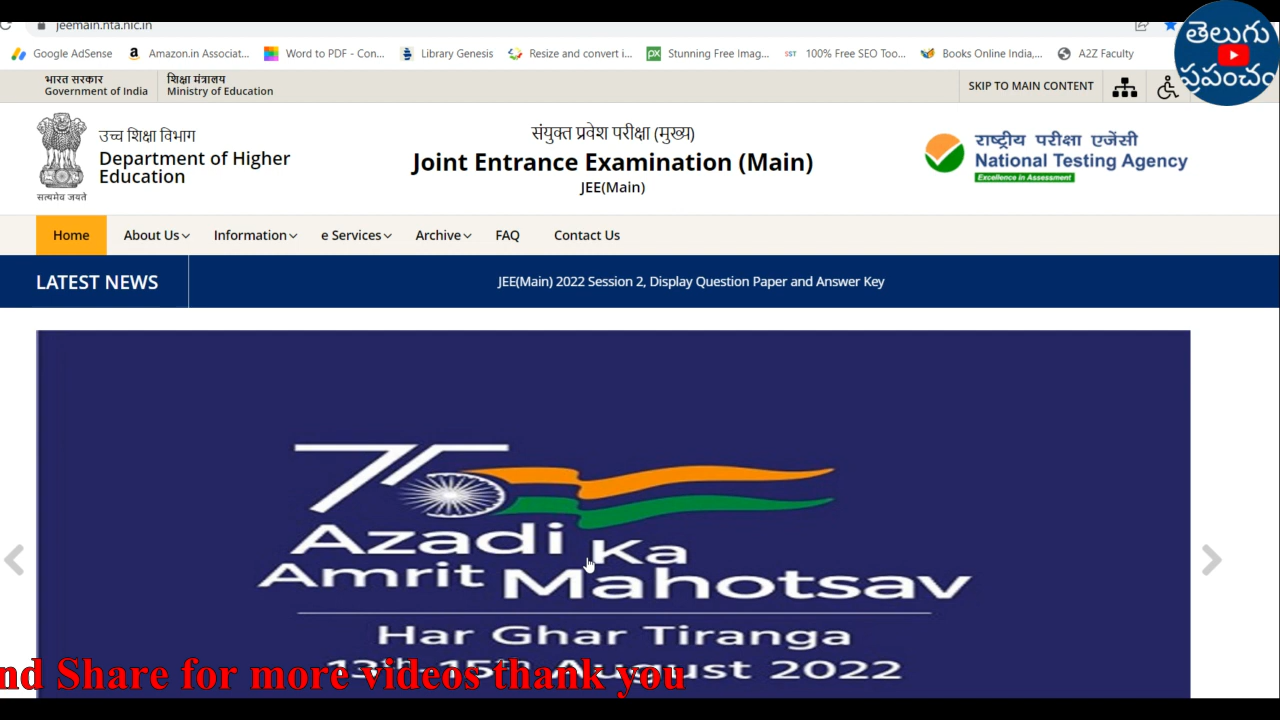 jeemain.nta.nic.in
Google AdSense
Amazon.in Associat...
Word to PDF - Con...
Library Genesis
Resize and convert i...
Stunning Free Imag...
100% Free SEO Too...
Books Online India,...
A2Z Faculty
తెలుగు
ప్రపంచం
भारत सरकार
Government of India
शिक्षा मंत्रालय
Ministry of Education
SKIP TO MAIN CONTENT
उच्च शिक्षा विभाग
Department of Higher
Education
सत्यमेव जयते
संयुक्त प्रवेश परीक्षा (मुख्य)
Joint Entrance Examination (Main)
JEE(Main)
राष्ट्रीय परीक्षा एजेंसी
National Testing Agency
Excellence in Assessment
Home
About Us
Information
e Services
Archive
FAQ
Contact Us
LATEST NEWS
JEE(Main) 2022 Session 2, Display Question Paper and Answer Key
75
Azadi Ka
Amrit Mahotsav
Har Ghar Tiranga
13th-15th August 2022
nd Share for more videos thank you